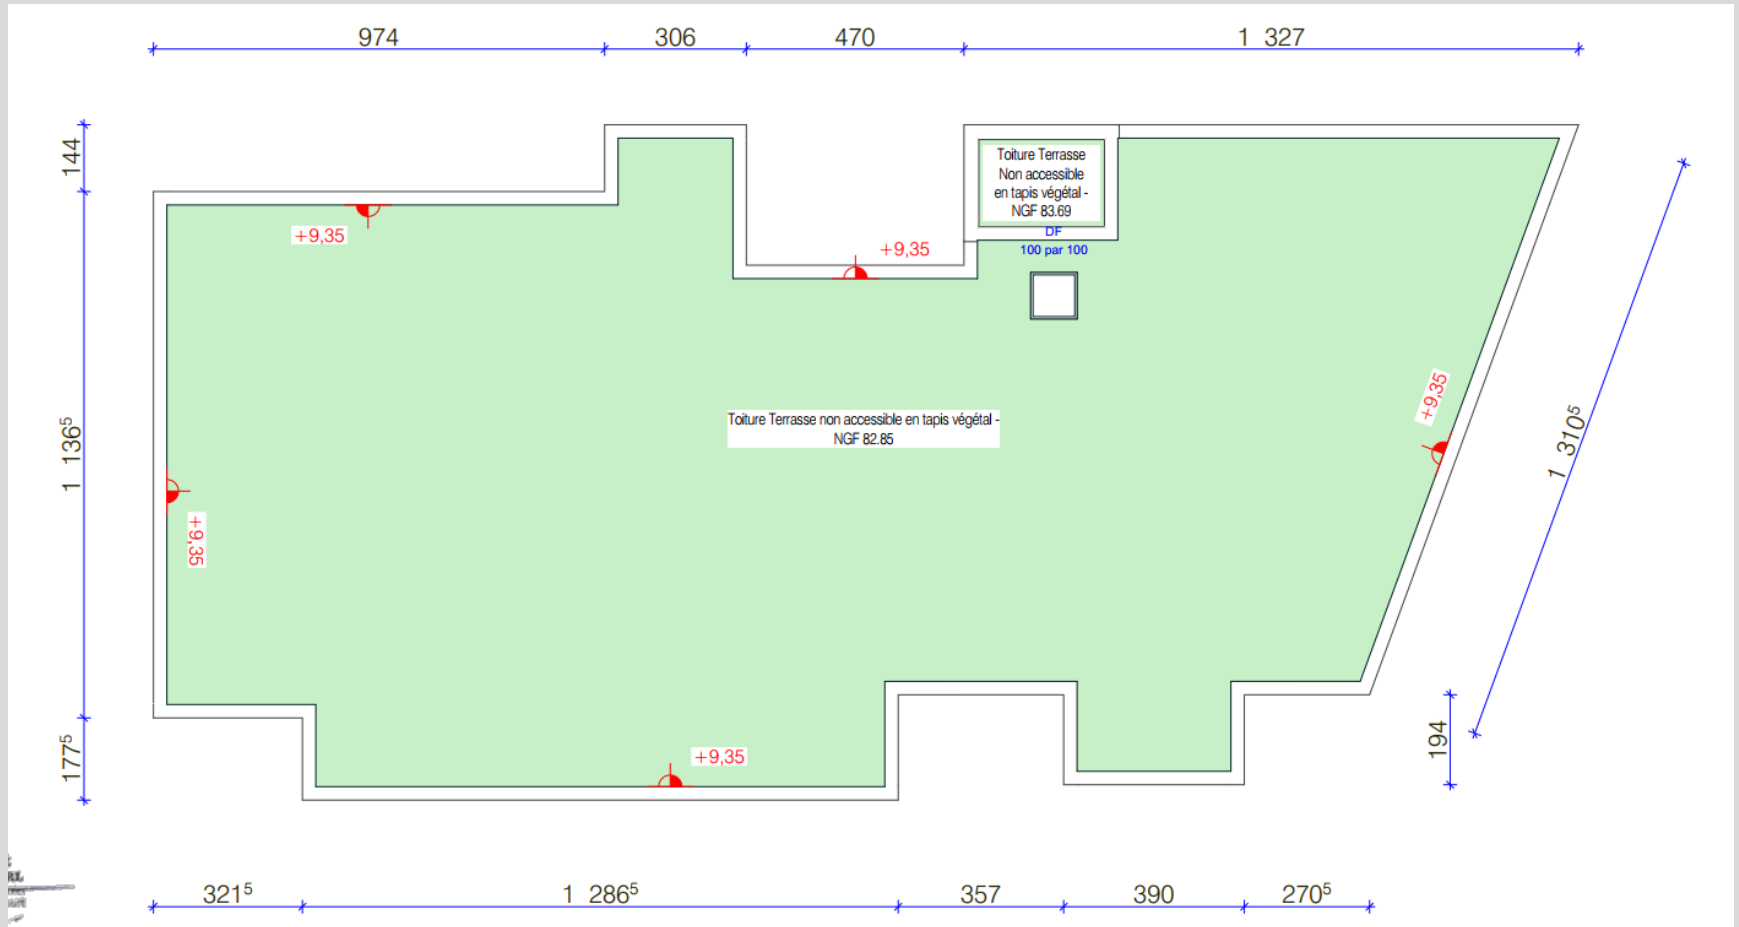 974
306
470
1 327
144
Toiture Terrasse
Non accessible
en tapis végétal -
NGF 83.69
DF
100 par 100
+9,35
+9,35
+9,35
1 136⁵
Toiture Terrasse non accessible en tapis végétal -
NGF 82.85
1 310⁵
+9,35
177⁵
+9,35
194
321⁵
1 286⁵
357
390
270⁵